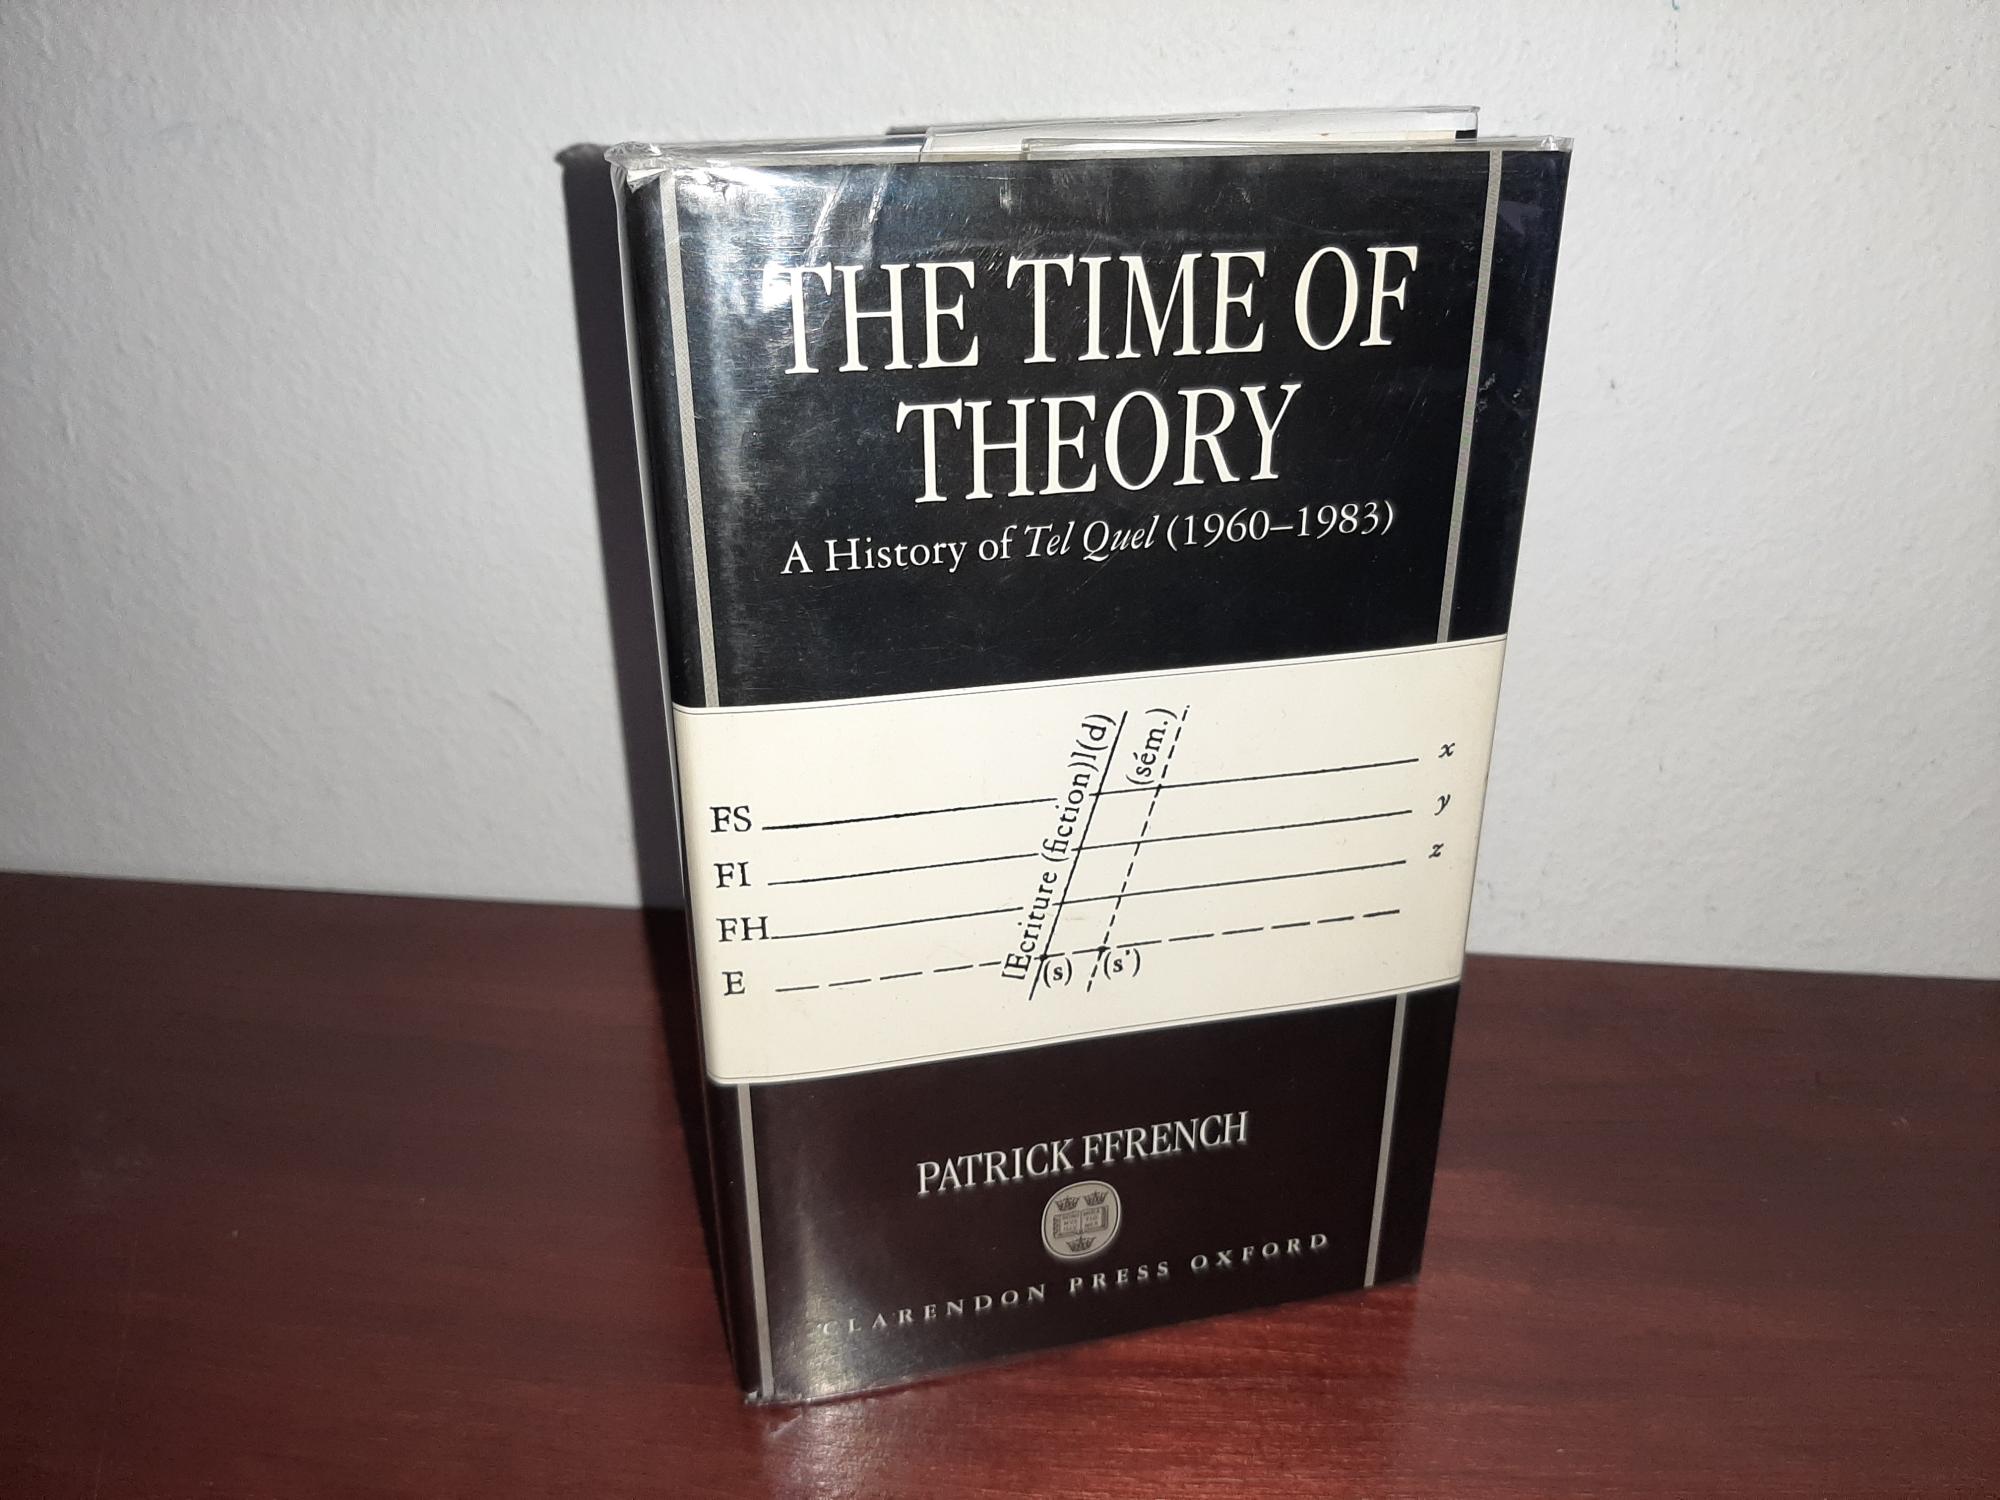 THE TIME OF
THEORY
A History of Tel Quel (1960–1983)
[Ecriture (fiction)](d)
(sém.)
FS
x
FI
y
FH
z
E
(s)
(s')
PATRICK FFRENCH
CLARENDON PRESS OXFORD